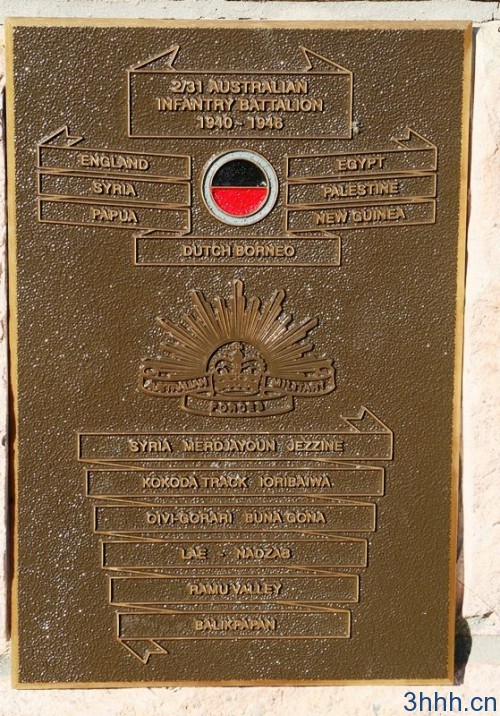 2/31 AUSTRALIAN
INFANTRY BATTALION
1940 - 1946
ENGLAND
EGYPT
SYRIA
PALESTINE
PAPUA
NEW GUINEA
DUTCH BORNEO
AUSTRALIAN MILITARY
FORCES
SYRIA MERDJAYOUN JEZZINE
KOKODA TRACK IORIBAIWA
OIVI-GORARI BUNA GONA
LAE - NADZAB
RAMU VALLEY
BALIKPAPAN
3hhh.cn